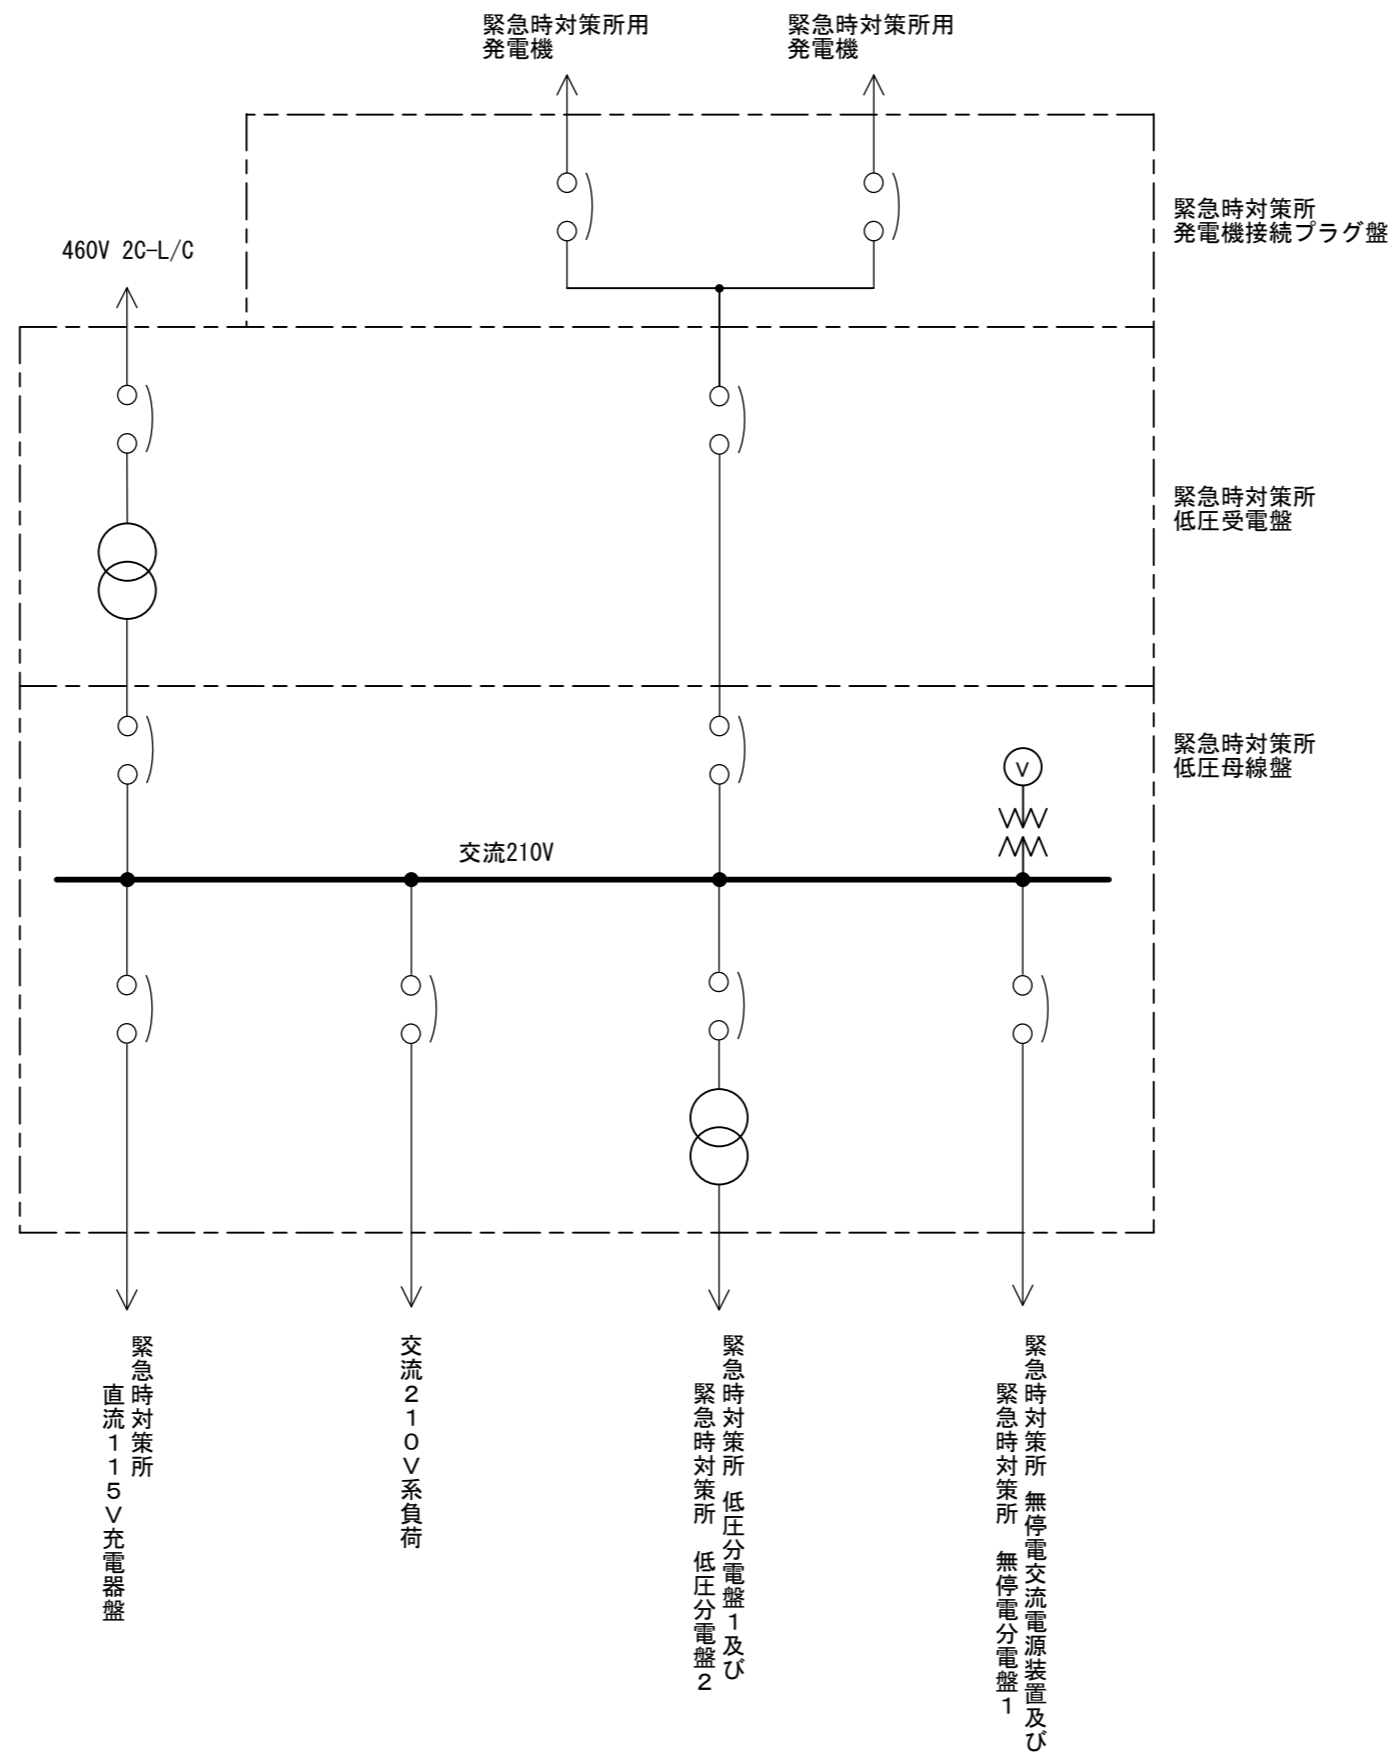 緊急時対策所用
発電機
緊急時対策所用
発電機
緊急時対策所
発電機接続プラグ盤
460V 2C-L/C
緊急時対策所
低圧受電盤
緊急時対策所
低圧母線盤
V
交流210V
緊急時対策所
直流115V充電器盤
交流210V系負荷
緊急時対策所 低圧分電盤1及び
緊急時対策所 低圧分電盤2
緊急時対策所 無停電交流電源装置及び
緊急時対策所 無停電分電盤1